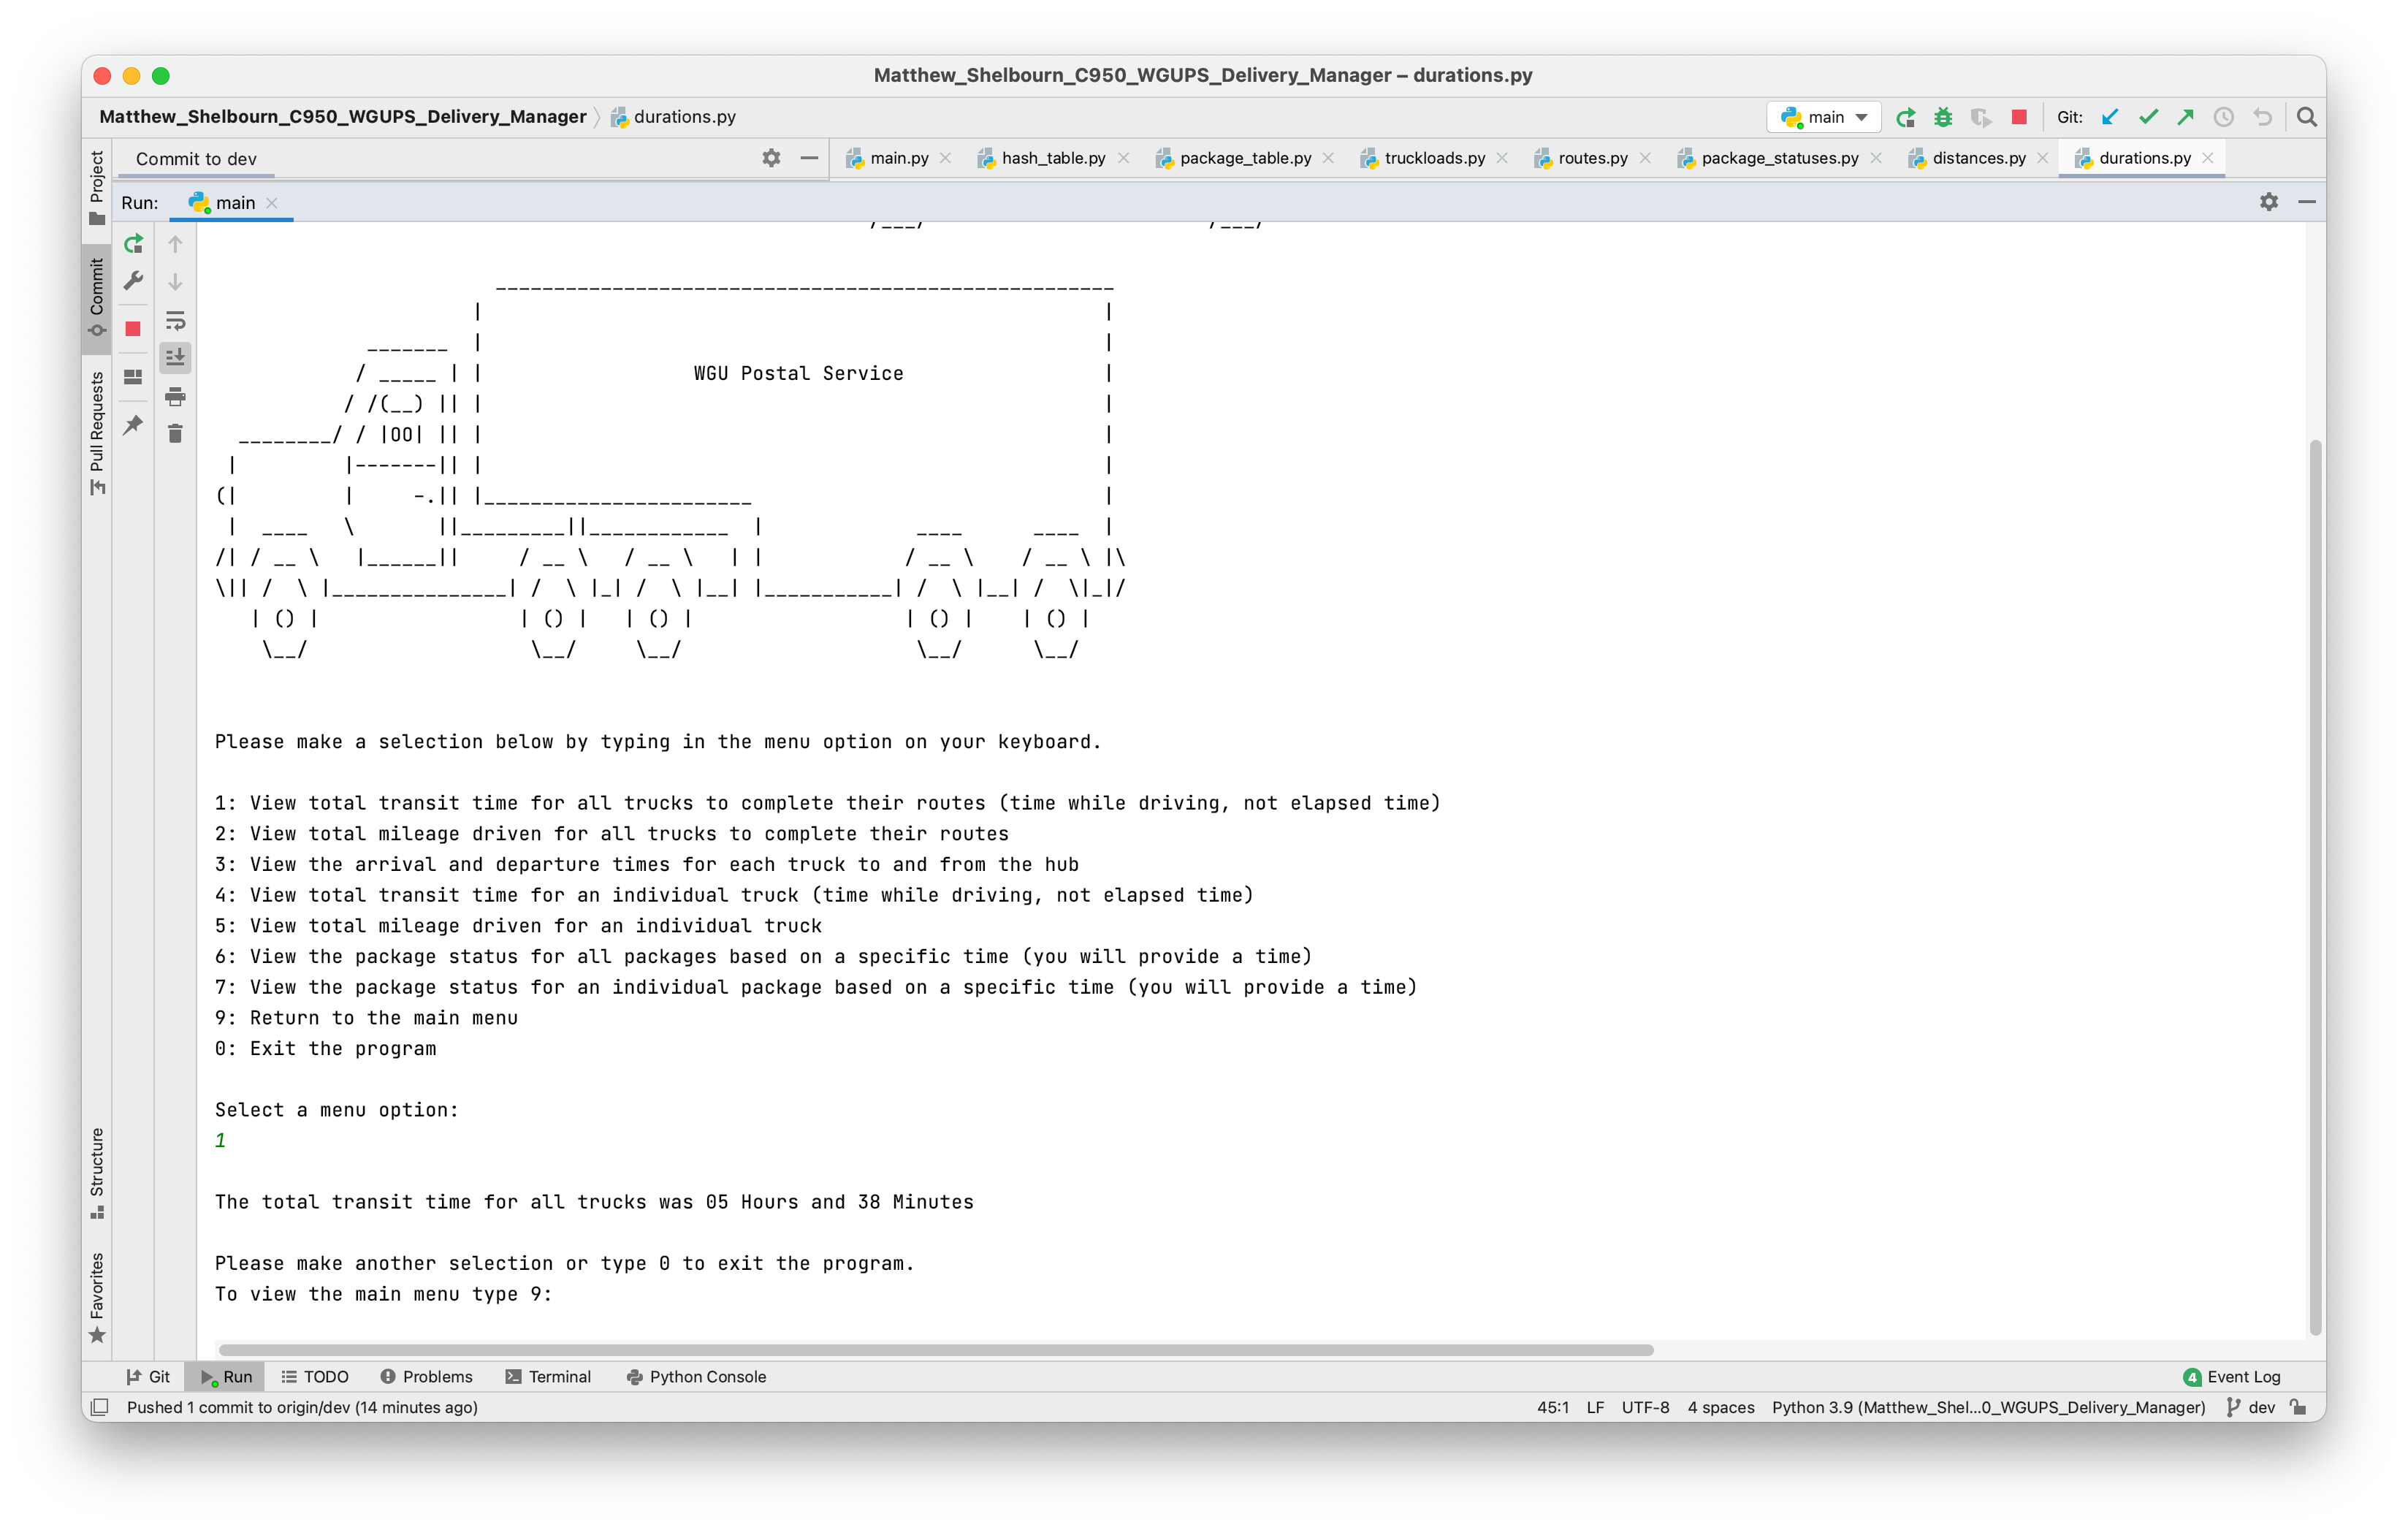 Matthew_Shelbourn_C950_WGUPS_Delivery_Manager – durations.py
Matthew_Shelbourn_C950_WGUPS_Delivery_Manager durations.py
main Git:
Commit to dev
main.py hash_table.py package_table.py truckloads.py routes.py package_statuses.py distances.py durations.py
Run: main
Project
Commit
Pull Requests
Structure
Favorites
WGU Postal Service
Please make a selection below by typing in the menu option on your keyboard.
1: View total transit time for all trucks to complete their routes (time while driving, not elapsed time)
2: View total mileage driven for all trucks to complete their routes
3: View the arrival and departure times for each truck to and from the hub
4: View total transit time for an individual truck (time while driving, not elapsed time)
5: View total mileage driven for an individual truck
6: View the package status for all packages based on a specific time (you will provide a time)
7: View the package status for an individual package based on a specific time (you will provide a time)
9: Return to the main menu
0: Exit the program
Select a menu option:
1
The total transit time for all trucks was 05 Hours and 38 Minutes
Please make another selection or type 0 to exit the program.
To view the main menu type 9:
Git Run TODO Problems Terminal Python Console 4 Event Log
Pushed 1 commit to origin/dev (14 minutes ago) 45:1 LF UTF-8 4 spaces Python 3.9 (Matthew_Shel...0_WGUPS_Delivery_Manager) dev